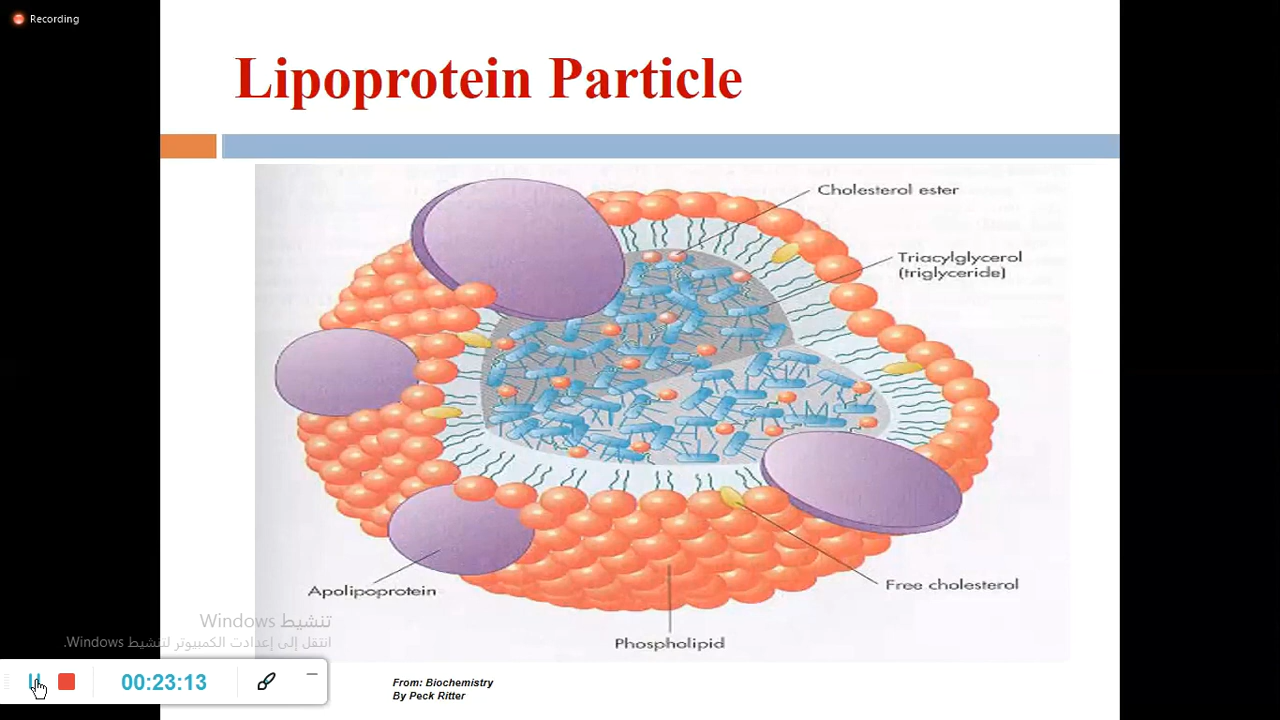 Recording
Lipoprotein Particle
Cholesterol ester
Triacylglycerol
(triglyceride)
Apolipoprotein
Free cholesterol
Phospholipid
تنشيط Windows
انتقل إلى إعدادت الكمبيوتر لتنشيط Windows.
00:23:13
From: Biochemistry
By Peck Ritter